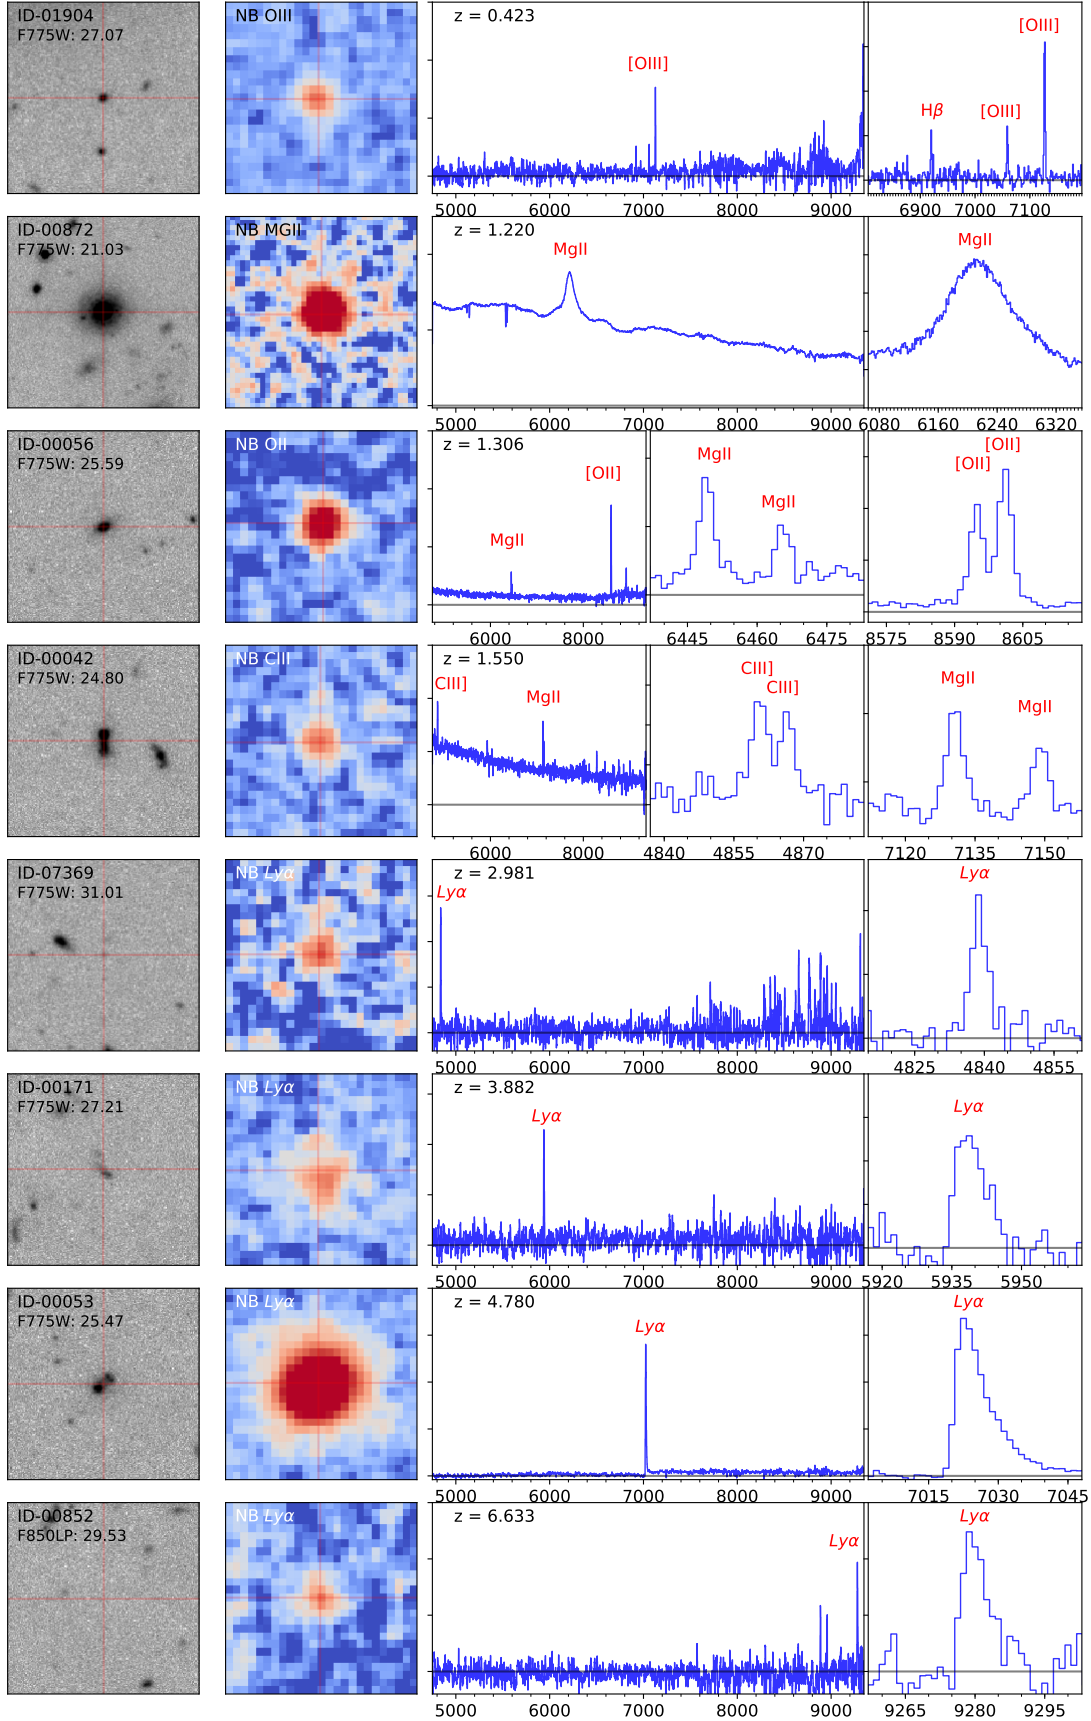 ID-01904
F775W: 27.07
NB OIII
z = 0.423
[OIII]
Hβ
[OIII]
[OIII]
5000 6000 7000 8000 9000
6900 7000 7100
ID-00872
F775W: 21.03
NB MGII
z = 1.220
MgII
MgII
5000 6000 7000 8000 9000
6080 6160 6240 6320
ID-00056
F775W: 25.59
NB OII
z = 1.306
MgII
[OII]
MgII
MgII
[OII]
[OII]
6000 8000
6445 6460 6475
8575 8590 8605
ID-00042
F775W: 24.80
NB CIII
z = 1.550
CIII]
MgII
CIII]
CIII]
MgII
MgII
6000 8000
4840 4855 4870
7120 7135 7150
ID-07369
F775W: 31.01
NB Lyα
z = 2.981
Lyα
Lyα
5000 6000 7000 8000 9000
4825 4840 4855
ID-00171
F775W: 27.21
NB Lyα
z = 3.882
Lyα
Lyα
5000 6000 7000 8000 9000
5920 5935 5950
ID-00053
F775W: 25.47
NB Lyα
z = 4.780
Lyα
Lyα
5000 6000 7000 8000 9000
7015 7030 7045
ID-00852
F850LP: 29.53
NB Lyα
z = 6.633
Lyα
Lyα
5000 6000 7000 8000 9000
9265 9280 9295